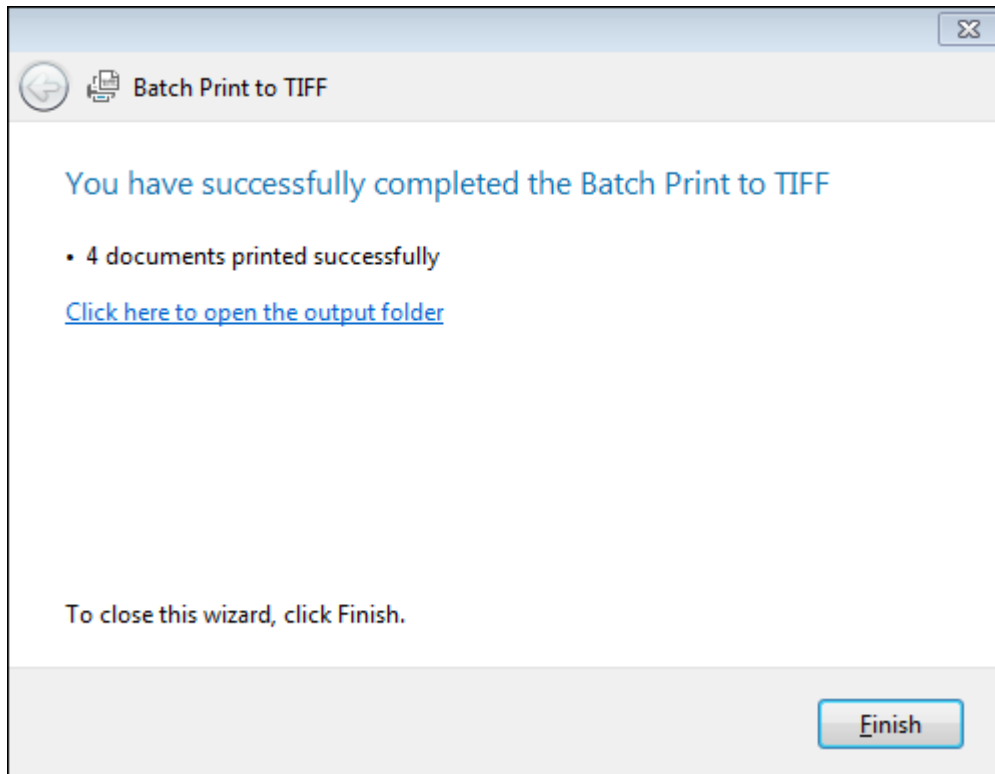 Batch Print to TIFF
You have successfully completed the Batch Print to TIFF
• 4 documents printed successfully
Click here to open the output folder
To close this wizard, click Finish.
Finish